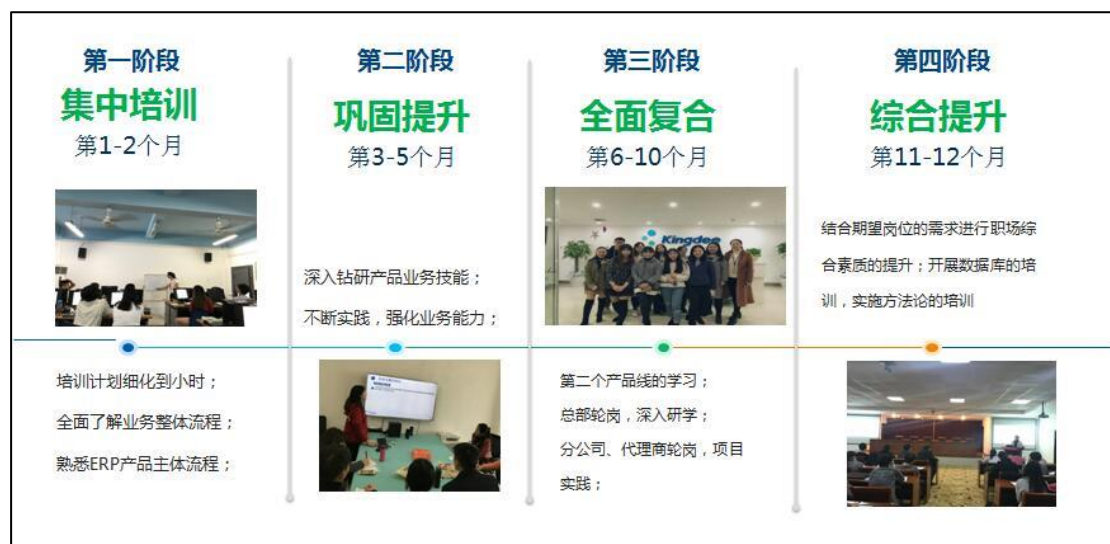 第一阶段
集中培训
第1-2个月
培训计划细化到小时；
全面了解业务整体流程；
熟悉ERP产品主体流程；
第二阶段
巩固提升
第3-5个月
深入钻研产品业务技能；
不断实践，强化业务能力；
第三阶段
全面复合
第6-10个月
Kingdee
第二个产品线的学习；
总部轮岗，深入研学；
分公司、代理商轮岗，项目
实践；
第四阶段
综合提升
第11-12个月
结合期望岗位的需求进行职场综
合素质的提升；开展数据库的培
训，实施方法论的培训